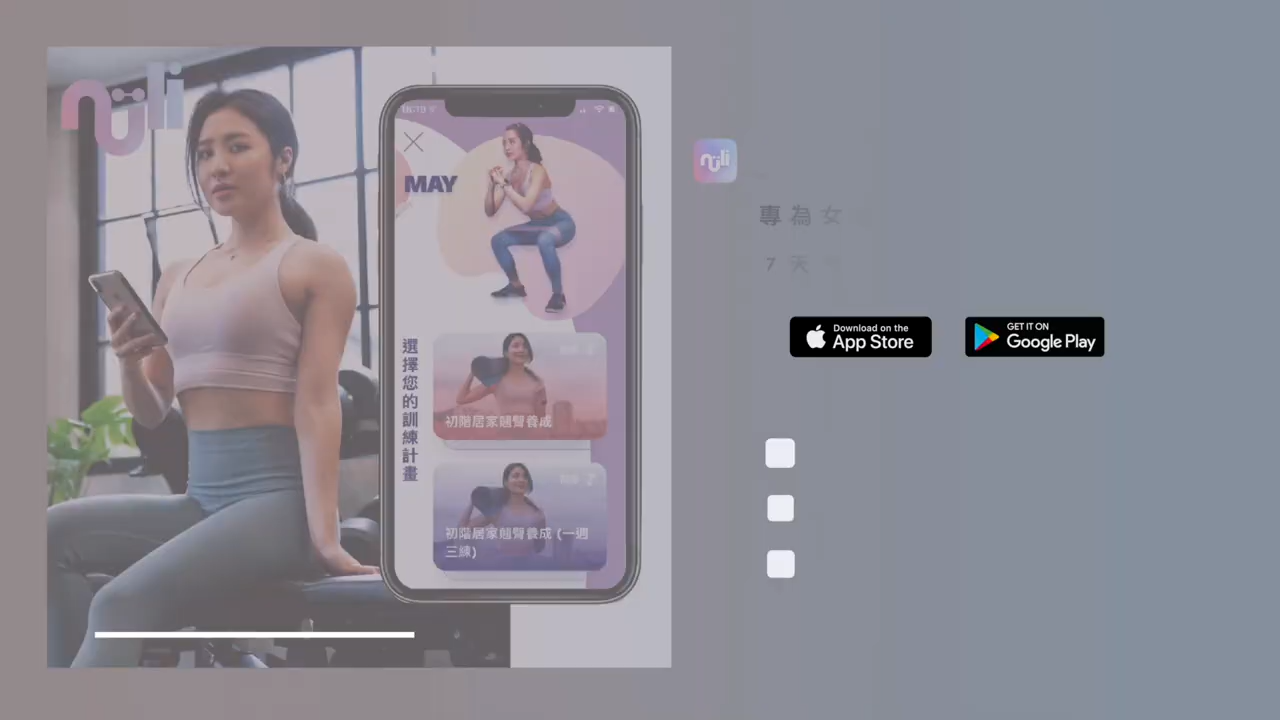 nüli
MAY
選擇您的訓練計畫
初階居家翹臀養成
初階居家翹臀養成 (一週
三練)
nüli
專為女
7 天
Download on the
App Store
GET IT ON
Google Play